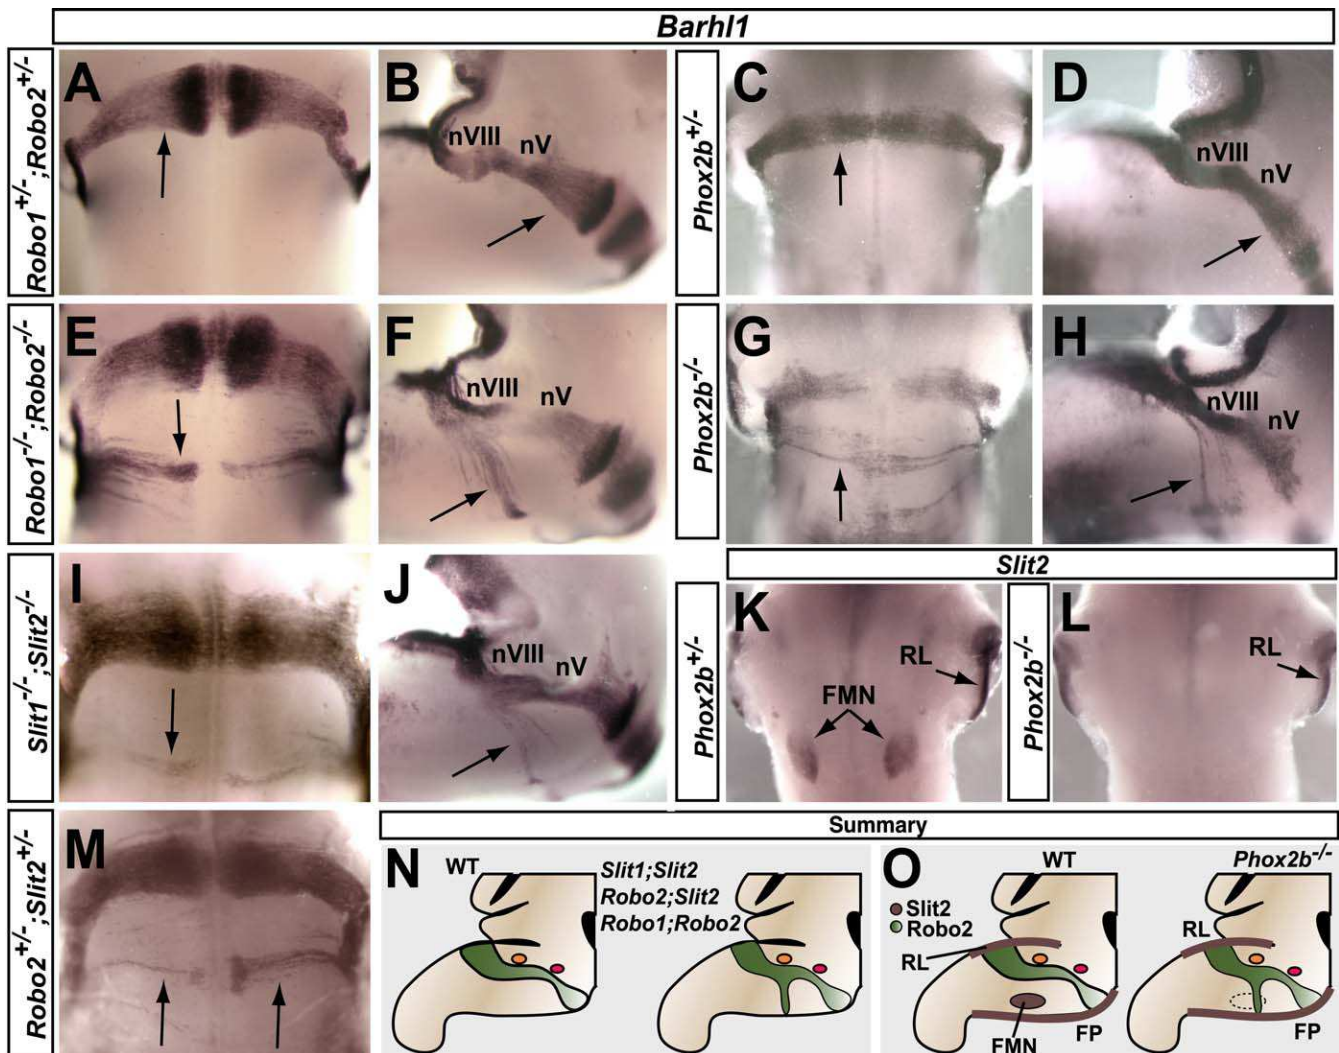 Barhl1
Robo1+/-;Robo2+/-
A
B
nVIII
nV
Phox2b+/-
C
D
nVIII
nV
Robo1-/-;Robo2-/-
E
F
nVIII
nV
Phox2b-/-
G
H
nVIII
nV
Slit1-/-;Slit2-/-
I
J
nVIII
nV
Slit2
Phox2b+/-
K
RL
FMN
Phox2b-/-
L
RL
Robo2+/-;Slit2+/-
M
Summary
N
WT
Slit1;Slit2
Robo2;Slit2
Robo1;Robo2
O
WT
Phox2b-/-
Slit2
Robo2
RL
RL
FMN
FP
FP